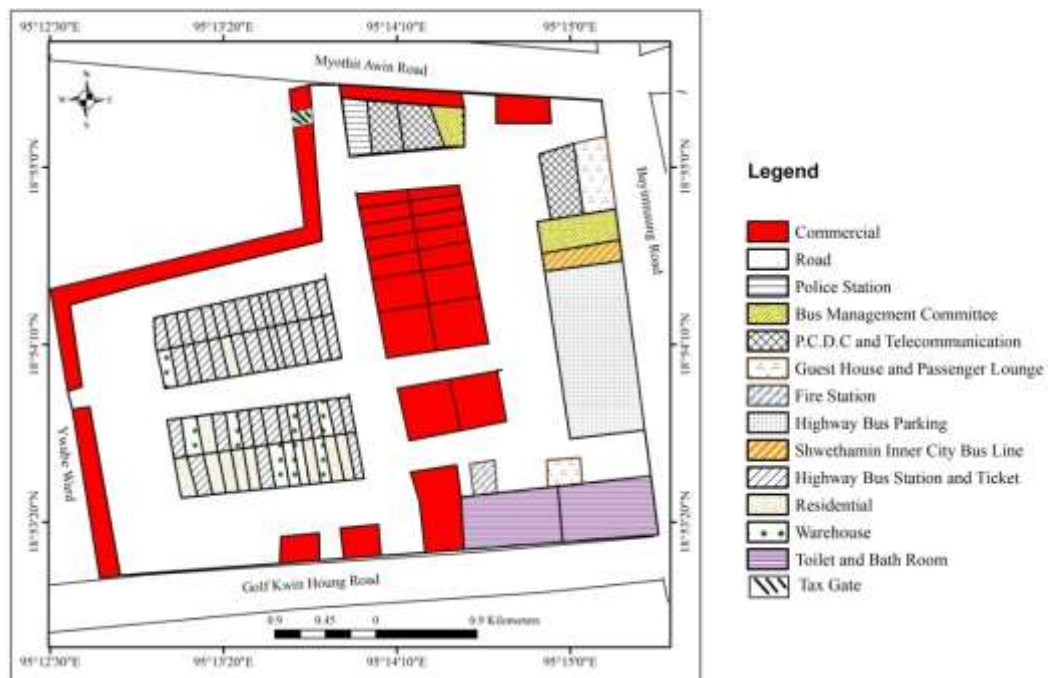 95°12'30"E 95°13'20"E 95°14'10"E 95°15'0"E
Myothit Awin Road
N
W E
S
Bayintnaung Road
Ywabe Ward
Golf Kwin Houng Road
0.9 0.45 0 0.9 Kilometers
95°12'30"E 95°13'20"E 95°14'10"E 95°15'0"E
Legend
Commercial
Road
Police Station
Bus Management Committee
P.C.D.C and Telecommunication
Guest House and Passenger Lounge
Fire Station
Highway Bus Parking
Shwethamin Inner City Bus Line
Highway Bus Station and Ticket
Residential
Warehouse
Toilet and Bath Room
Tax Gate